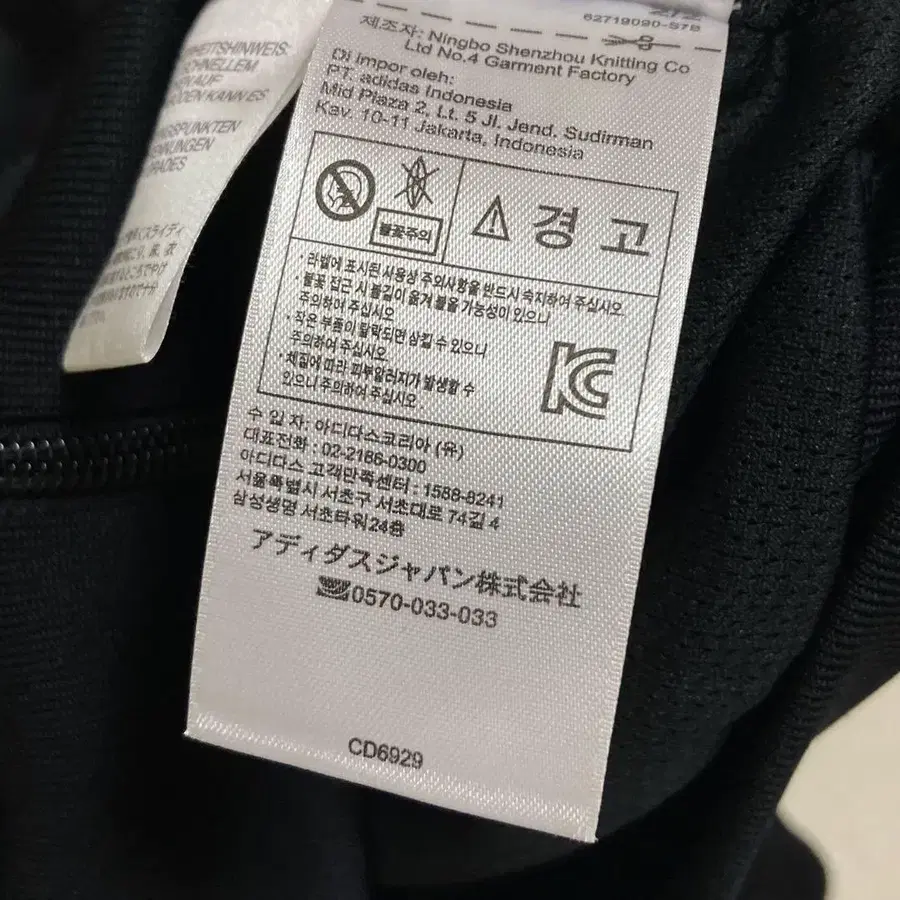 62719090-S7B
제조자: Ningbo Shenzhou Knitting Co
Ltd No.4 Garment Factory
Di impor oleh:
PT. adidas Indonesia
Mid Plaza 2, Lt. 5 Jl. Jend. Sudirman
Kav. 10-11 Jakarta, Indonesia
불꽃주의
경 고
· 라벨에 표시된 사용상 주의사항을 반드시 숙지하여 주십시오.
불꽃 접근 시 불길이 옮겨 붙을 가능성이 있으니
주의하여 주십시오
· 작은 부품이 탈락되면 삼킬 수 있으니
주의하여 주십시오.
· 체질에 따라 피부알러지가 발생할 수
있으니 주의하여 주십시오.
수 입 자: 아디다스코리아 (유)
대표전화 : 02-2186-0300
아디다스 고객만족센터 : 1588-8241
서울특별시 서초구 서초대로 74길 4
삼성생명 서초타워24층
アディダスジャパン株式会社
0570-033-033
CD6929
SCHNELLEM
KANN ES